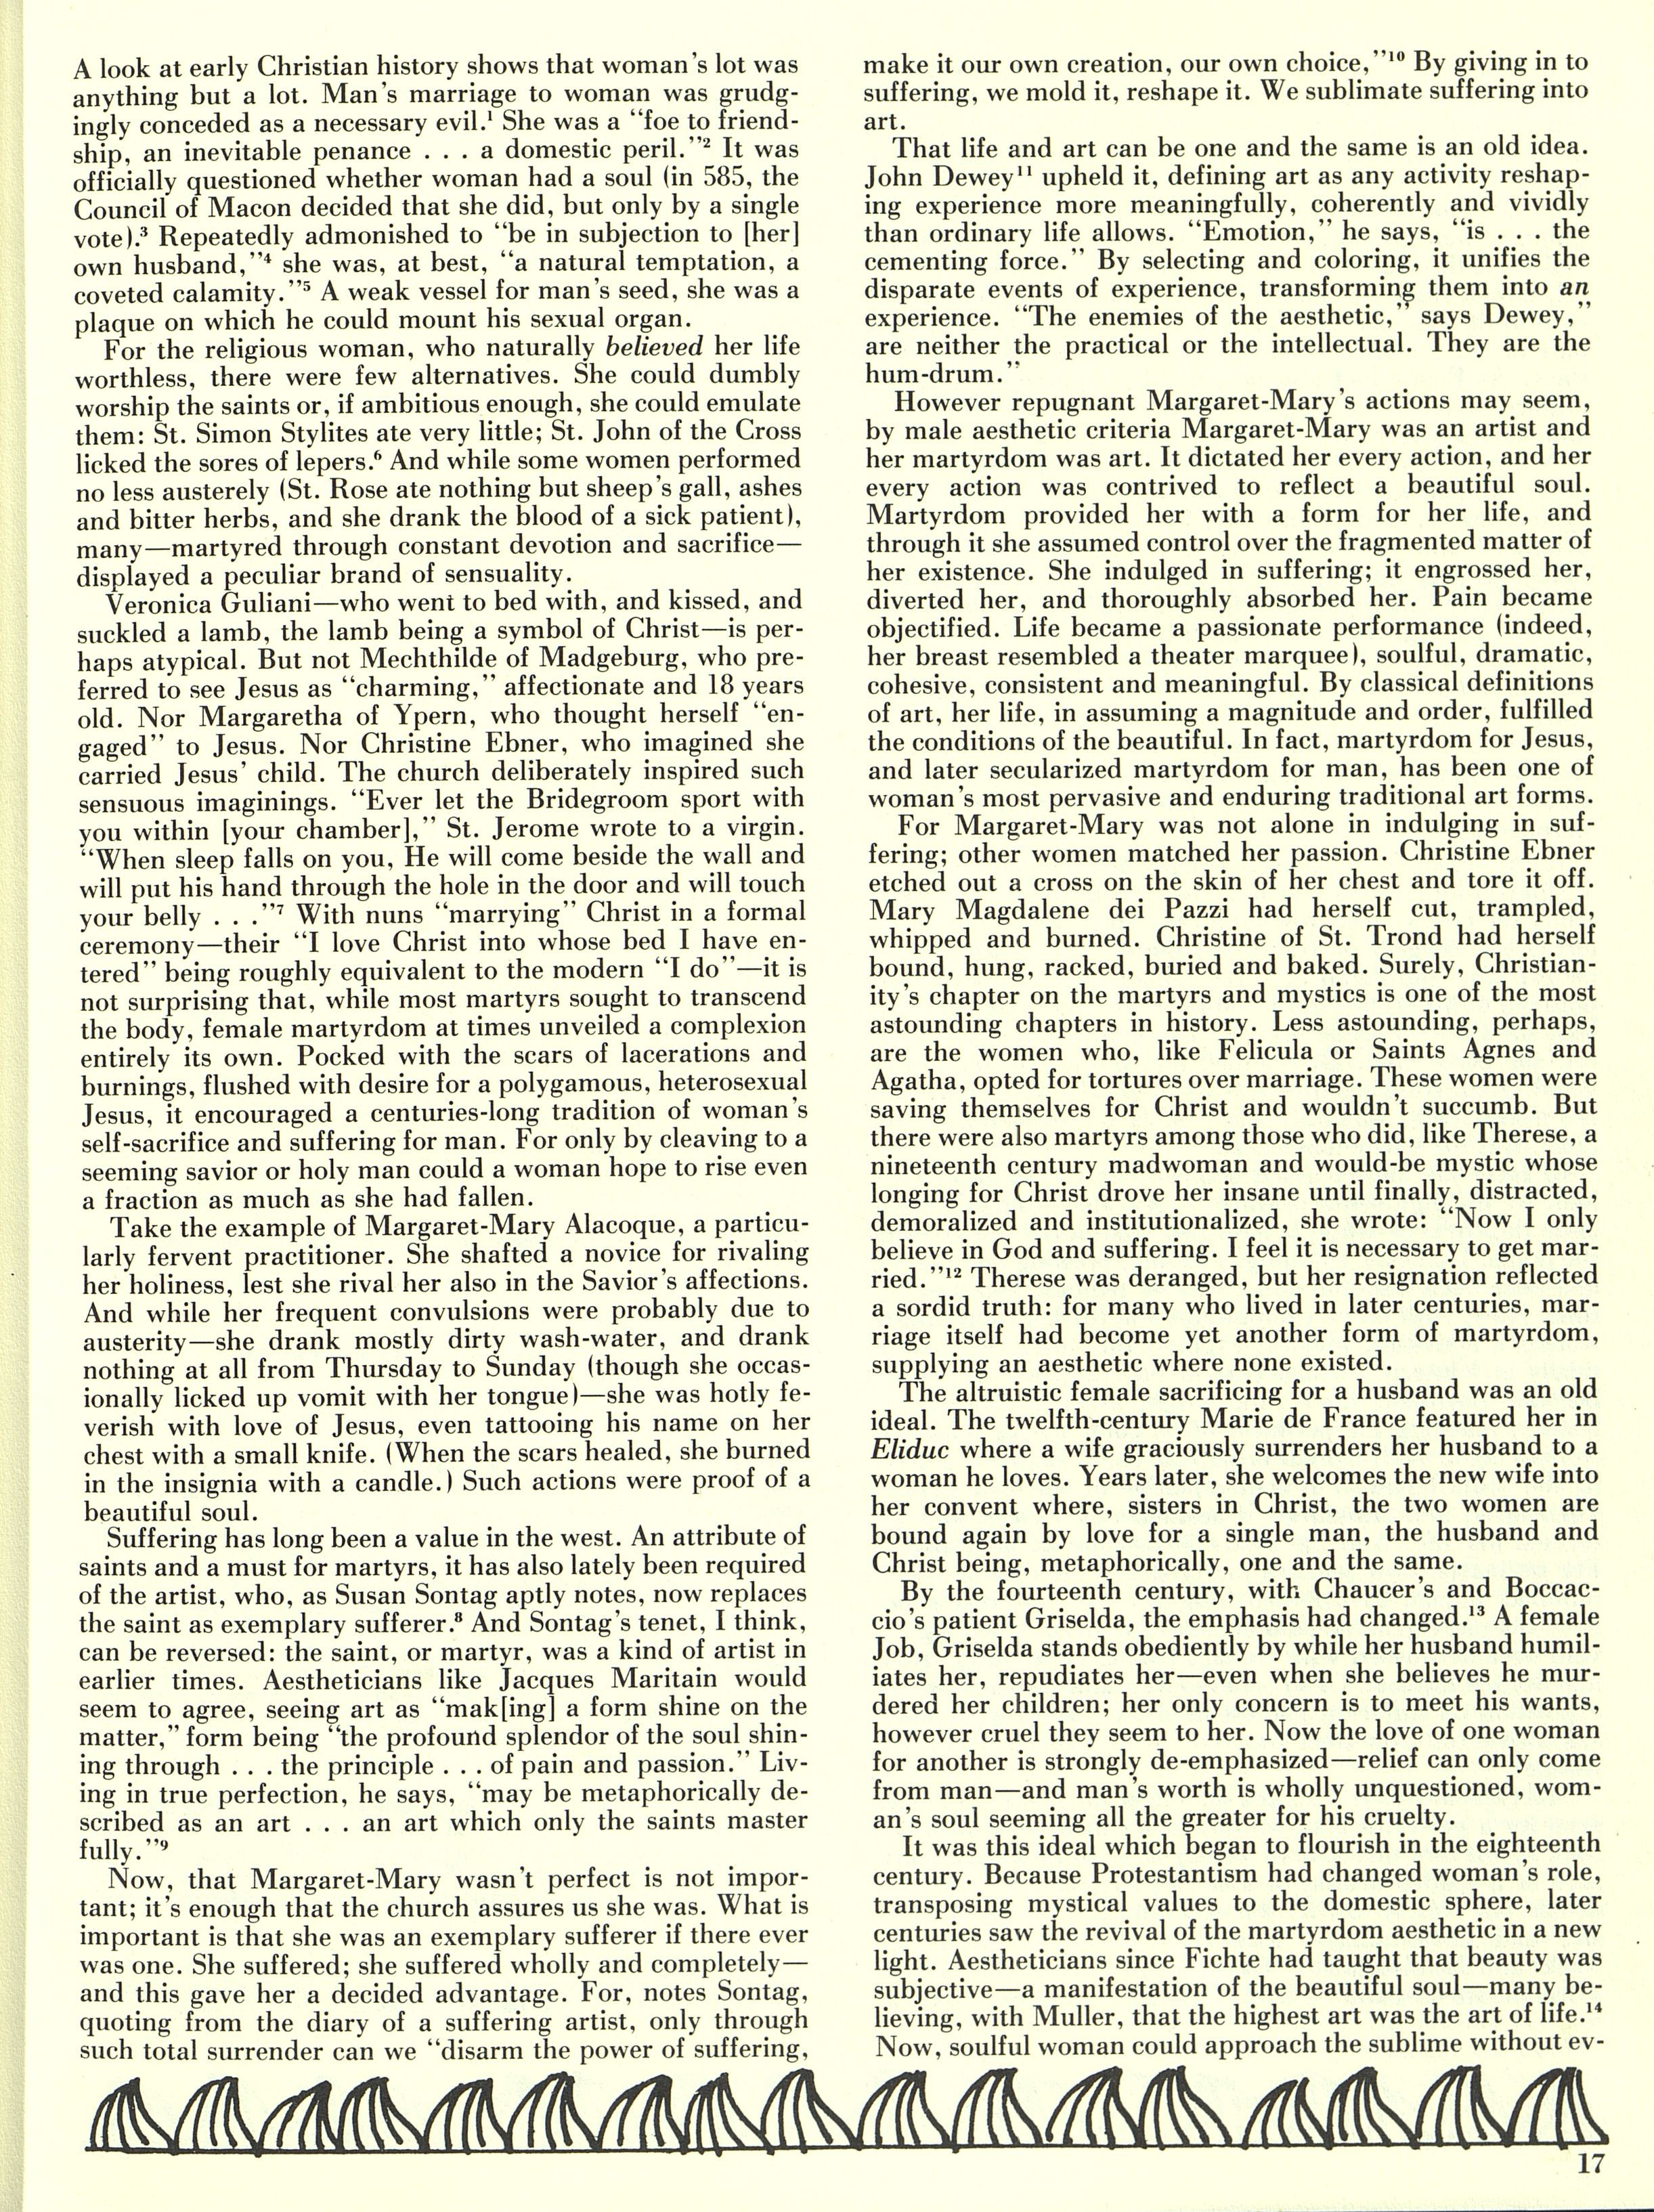 A look at early Christian history shows that woman's lot was
anything but a lot. Man's marriage to woman was grudg-
ingly conceded as a necessary evil.¹ She was a "foe to friend-
ship, an inevitable penance . . . a domestic peril."² It was
officially questioned whether woman had a soul (in 585, the
Council of Macon decided that she did, but only by a single
vote).³ Repeatedly admonished to "be in subjection to [her]
own husband,"⁴ she was, at best, "a natural temptation, a
coveted calamity."⁵ A weak vessel for man's seed, she was a
plaque on which he could mount his sexual organ.
For the religious woman, who naturally believed her life
worthless, there were few alternatives. She could dumbly
worship the saints or, if ambitious enough, she could emulate
them: St. Simon Stylites ate very little; St. John of the Cross
licked the sores of lepers.⁶ And while some women performed
no less austerely (St. Rose ate nothing but sheep's gall, ashes
and bitter herbs, and she drank the blood of a sick patient),
many—martyred through constant devotion and sacrifice—
displayed a peculiar brand of sensuality.
Veronica Guliani—who went to bed with, and kissed, and
suckled a lamb, the lamb being a symbol of Christ—is per-
haps atypical. But not Mechthilde of Madgeburg, who pre-
ferred to see Jesus as "charming," affectionate and 18 years
old. Nor Margaretha of Ypern, who thought herself "en-
gaged" to Jesus. Nor Christine Ebner, who imagined she
carried Jesus' child. The church deliberately inspired such
sensuous imaginings. "Ever let the Bridegroom sport with
you within [your chamber]," St. Jerome wrote to a virgin.
"When sleep falls on you, He will come beside the wall and
will put his hand through the hole in the door and will touch
your belly . . ."⁷ With nuns "marrying" Christ in a formal
ceremony—their "I love Christ into whose bed I have en-
tered" being roughly equivalent to the modern "I do"—it is
not surprising that, while most martyrs sought to transcend
the body, female martyrdom at times unveiled a complexion
entirely its own. Pocked with the scars of lacerations and
burnings, flushed with desire for a polygamous, heterosexual
Jesus, it encouraged a centuries-long tradition of woman's
self-sacrifice and suffering for man. For only by cleaving to a
seeming savior or holy man could a woman hope to rise even
a fraction as much as she had fallen.
Take the example of Margaret-Mary Alacoque, a particu-
larly fervent practitioner. She shafted a novice for rivaling
her holiness, lest she rival her also in the Savior's affections.
And while her frequent convulsions were probably due to
austerity—she drank mostly dirty wash-water, and drank
nothing at all from Thursday to Sunday (though she occas-
ionally licked up vomit with her tongue)—she was hotly fe-
verish with love of Jesus, even tattooing his name on her
chest with a small knife. (When the scars healed, she burned
in the insignia with a candle.) Such actions were proof of a
beautiful soul.
Suffering has long been a value in the west. An attribute of
saints and a must for martyrs, it has also lately been required
of the artist, who, as Susan Sontag aptly notes, now replaces
the saint as exemplary sufferer.⁸ And Sontag's tenet, I think,
can be reversed: the saint, or martyr, was a kind of artist in
earlier times. Aestheticians like Jacques Maritain would
seem to agree, seeing art as "mak[ing] a form shine on the
matter," form being "the profound splendor of the soul shin-
ing through . . . the principle . . . of pain and passion." Liv-
ing in true perfection, he says, "may be metaphorically de-
scribed as an art . . . an art which only the saints master
fully."⁹
Now, that Margaret-Mary wasn't perfect is not impor-
tant; it's enough that the church assures us she was. What is
important is that she was an exemplary sufferer if there ever
was one. She suffered; she suffered wholly and completely—
and this gave her a decided advantage. For, notes Sontag,
quoting from the diary of a suffering artist, only through
such total surrender can we "disarm the power of suffering,
make it our own creation, our own choice,"¹⁰ By giving in to
suffering, we mold it, reshape it. We sublimate suffering into
art.
That life and art can be one and the same is an old idea.
John Dewey¹¹ upheld it, defining art as any activity reshap-
ing experience more meaningfully, coherently and vividly
than ordinary life allows. "Emotion," he says, "is . . . the
cementing force." By selecting and coloring, it unifies the
disparate events of experience, transforming them into an
experience. "The enemies of the aesthetic," says Dewey,"
are neither the practical or the intellectual. They are the
hum-drum."
However repugnant Margaret-Mary's actions may seem,
by male aesthetic criteria Margaret-Mary was an artist and
her martyrdom was art. It dictated her every action, and her
every action was contrived to reflect a beautiful soul.
Martyrdom provided her with a form for her life, and
through it she assumed control over the fragmented matter of
her existence. She indulged in suffering; it engrossed her,
diverted her, and thoroughly absorbed her. Pain became
objectified. Life became a passionate performance (indeed,
her breast resembled a theater marquee), soulful, dramatic,
cohesive, consistent and meaningful. By classical definitions
of art, her life, in assuming a magnitude and order, fulfilled
the conditions of the beautiful. In fact, martyrdom for Jesus,
and later secularized martyrdom for man, has been one of
woman's most pervasive and enduring traditional art forms.
For Margaret-Mary was not alone in indulging in suf-
fering; other women matched her passion. Christine Ebner
etched out a cross on the skin of her chest and tore it off.
Mary Magdalene dei Pazzi had herself cut, trampled,
whipped and burned. Christine of St. Trond had herself
bound, hung, racked, buried and baked. Surely, Christian-
ity's chapter on the martyrs and mystics is one of the most
astounding chapters in history. Less astounding, perhaps,
are the women who, like Felicula or Saints Agnes and
Agatha, opted for tortures over marriage. These women were
saving themselves for Christ and wouldn't succumb. But
there were also martyrs among those who did, like Therese, a
nineteenth century madwoman and would-be mystic whose
longing for Christ drove her insane until finally, distracted,
demoralized and institutionalized, she wrote: "Now I only
believe in God and suffering. I feel it is necessary to get mar-
ried."¹² Therese was deranged, but her resignation reflected
a sordid truth: for many who lived in later centuries, mar-
riage itself had become yet another form of martyrdom,
supplying an aesthetic where none existed.
The altruistic female sacrificing for a husband was an old
ideal. The twelfth-century Marie de France featured her in
Eliduc where a wife graciously surrenders her husband to a
woman he loves. Years later, she welcomes the new wife into
her convent where, sisters in Christ, the two women are
bound again by love for a single man, the husband and
Christ being, metaphorically, one and the same.
By the fourteenth century, with Chaucer's and Boccac-
cio's patient Griselda, the emphasis had changed.¹³ A female
Job, Griselda stands obediently by while her husband humil-
iates her, repudiates her—even when she believes he mur-
dered her children; her only concern is to meet his wants,
however cruel they seem to her. Now the love of one woman
for another is strongly de-emphasized—relief can only come
from man—and man's worth is wholly unquestioned, wom-
an's soul seeming all the greater for his cruelty.
It was this ideal which began to flourish in the eighteenth
century. Because Protestantism had changed woman's role,
transposing mystical values to the domestic sphere, later
centuries saw the revival of the martyrdom aesthetic in a new
light. Aestheticians since Fichte had taught that beauty was
subjective—a manifestation of the beautiful soul—many be-
lieving, with Muller, that the highest art was the art of life.¹⁴
Now, soulful woman could approach the sublime without ev-
17